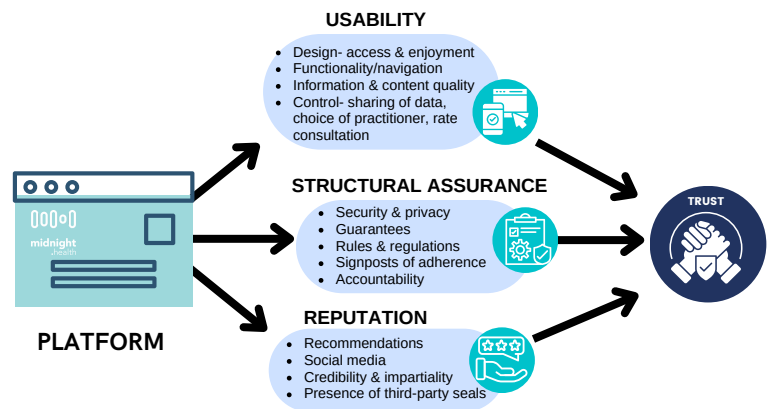 USABILITY
Design- access & enjoyment
Functionality/navigation
Information & content quality
Control- sharing of data,
choice of practitioner, rate
consultation
STRUCTURAL ASSURANCE
Security & privacy
Guarantees
Rules & regulations
Signposts of adherence
Accountability
TRUST
midnight
.health
PLATFORM
REPUTATION
Recommendations
Social media
Credibility & impartiality
Presence of third-party seals